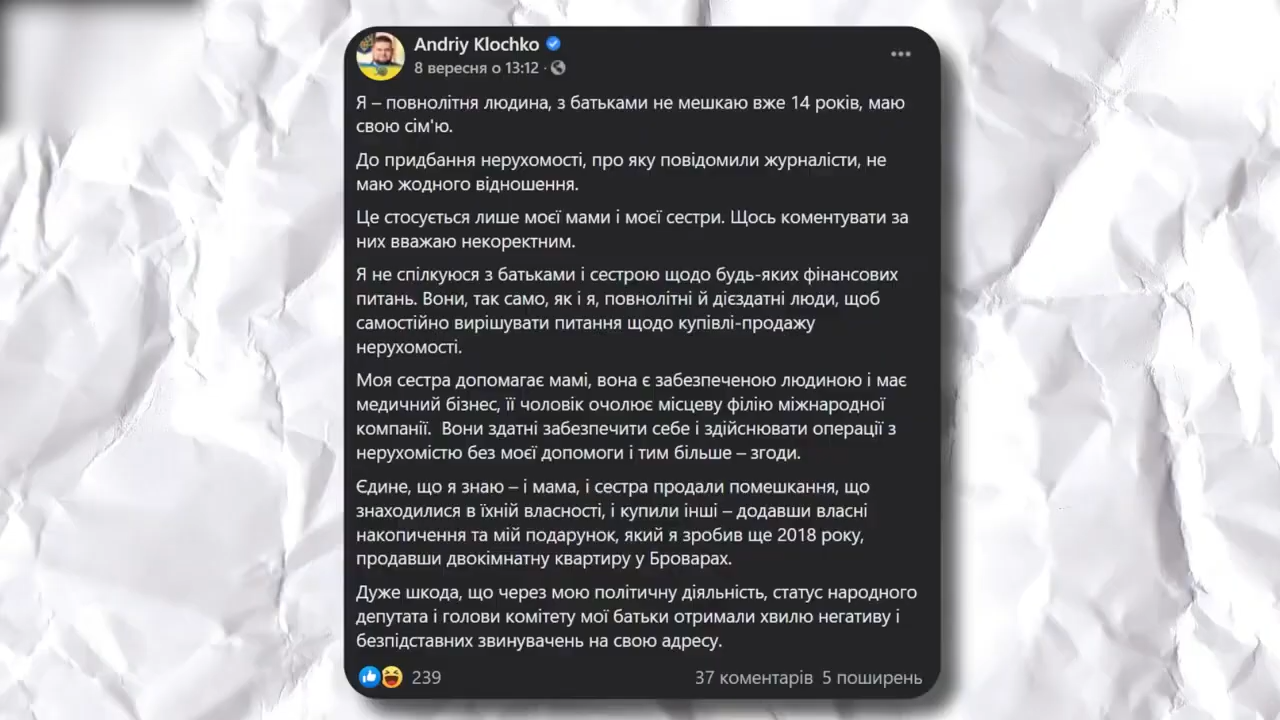 Andriy Klochko
8 вересня о 13:12 ·
Я – повнолітня людина, з батьками не мешкаю вже 14 років, маю
свою сім'ю.
До придбання нерухомості, про яку повідомили журналісти, не
маю жодного відношення.
Це стосується лише моєї мами і моєї сестри. Щось коментувати за
них вважаю некоректним.
Я не спілкуюся з батьками і сестрою щодо будь-яких фінансових
питань. Вони, так само, як і я, повнолітні й дієздатні люди, щоб
самостійно вирішувати питання щодо купівлі-продажу
нерухомості.
Моя сестра допомагає мамі, вона є забезпеченою людиною і має
медичний бізнес, її чоловік очолює місцеву філію міжнародної
компанії.  Вони здатні забезпечити себе і здійснювати операції з
нерухомістю без моєї допомоги і тим більше – згоди.
Єдине, що я знаю – і мама, і сестра продали помешкання, що
знаходилися в їхній власності, і купили інші – додавши власні
накопичення та мій подарунок, який я зробив ще 2018 року,
продавши двокімнатну квартиру у Броварах.
Дуже шкода, що через мою політичну діяльність, статус народного
депутата і голови комітету мої батьки отримали хвилю негативу і
безпідставних звинувачень на свою адресу.
239
37 коментарів 5 поширень